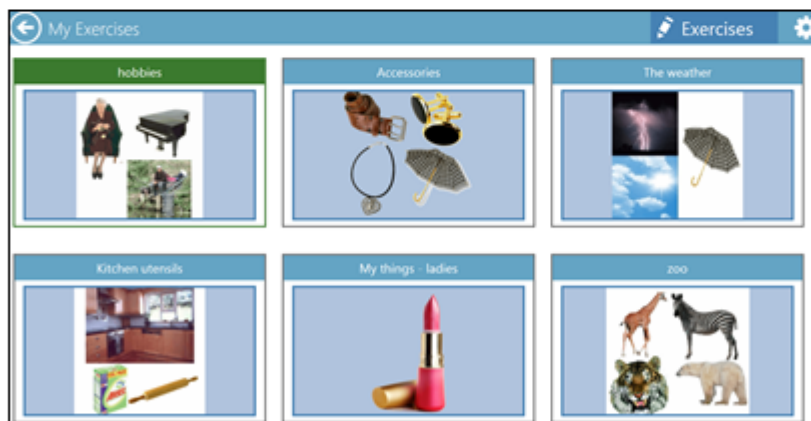 My Exercises
Exercises
hobbies
Accessories
The weather
Kitchen utensils
My things - ladies
zoo